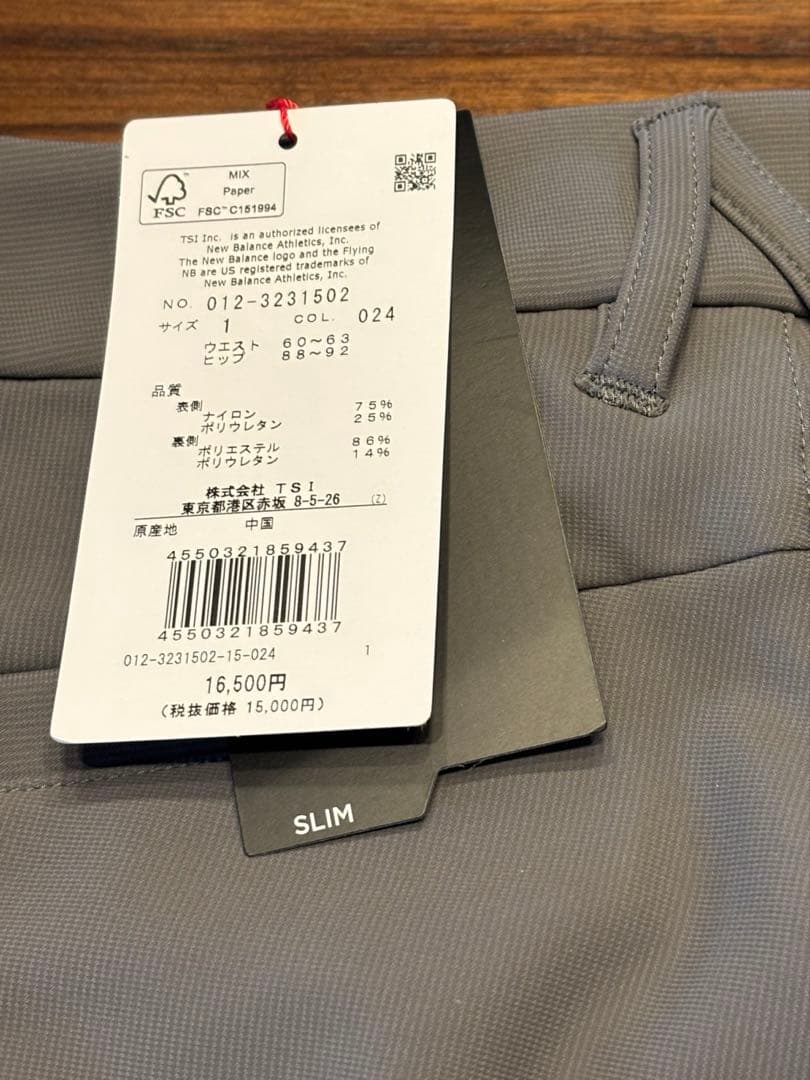 MIX
Paper
FSC™ FSC™ C151994
TSI Inc. is an authorized licensees of
New Balance Athletics, Inc.
The New Balance logo and the Flying
NB are US registered trademarks of
New Balance Athletics, Inc.
NO. 012-3231502
サイズ 1 COL. 024
ウエスト 60〜63
ヒップ 88〜92
品質
表側
ナイロン 75%
ポリウレタン 25%
裏側
ポリエステル 86%
ポリウレタン 14%
株式会社 TSI
東京都港区赤坂 8-5-26 (Z)
原産地 中国
4550321859437
4550321859437
012-3231502-15-024 1
16,500円
(税抜価格 15,000円)
SLIM